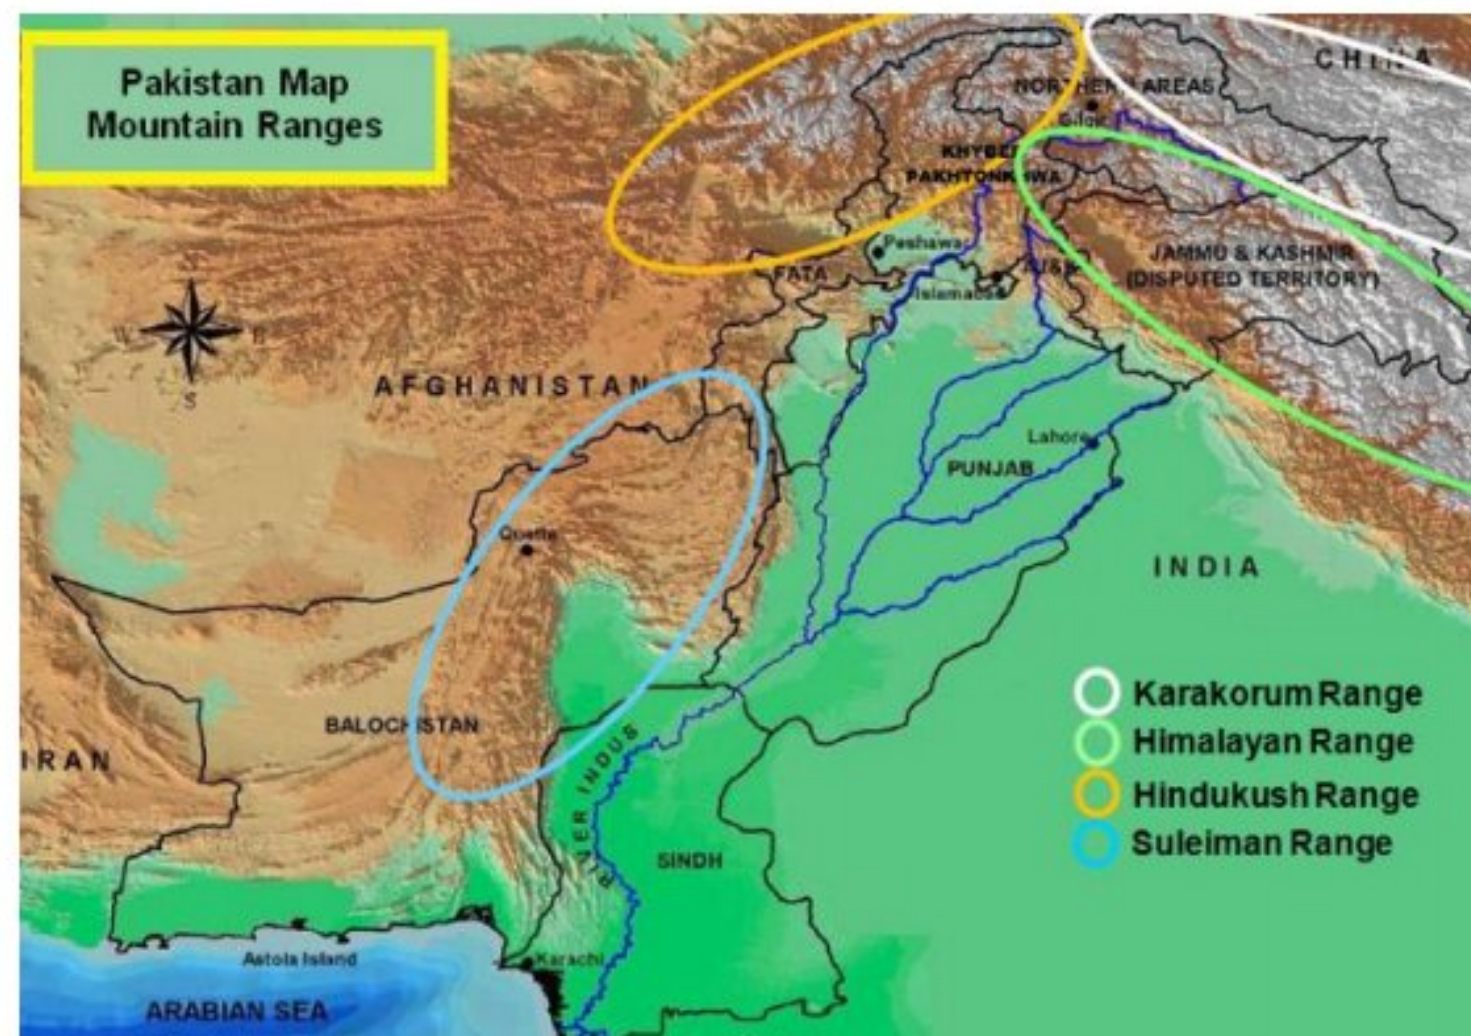 Pakistan Map
Mountain Ranges
CHINA
NORTHERN AREAS
Gilgit
KHYBER
PAKHTONKHWA
Peshawar
FATA
Islamabad
AJ&K
JAMMU & KASHMIR
(DISPUTED TERRITORY)
W
E
S
AFGHANISTAN
Lahore
PUNJAB
Quetta
INDIA
Karakorum Range
BALOCHISTAN
Himalayan Range
IRAN
Hindukush Range
RIVER INDUS
Suleiman Range
SINDH
Astola Island
Karachi
ARABIAN SEA